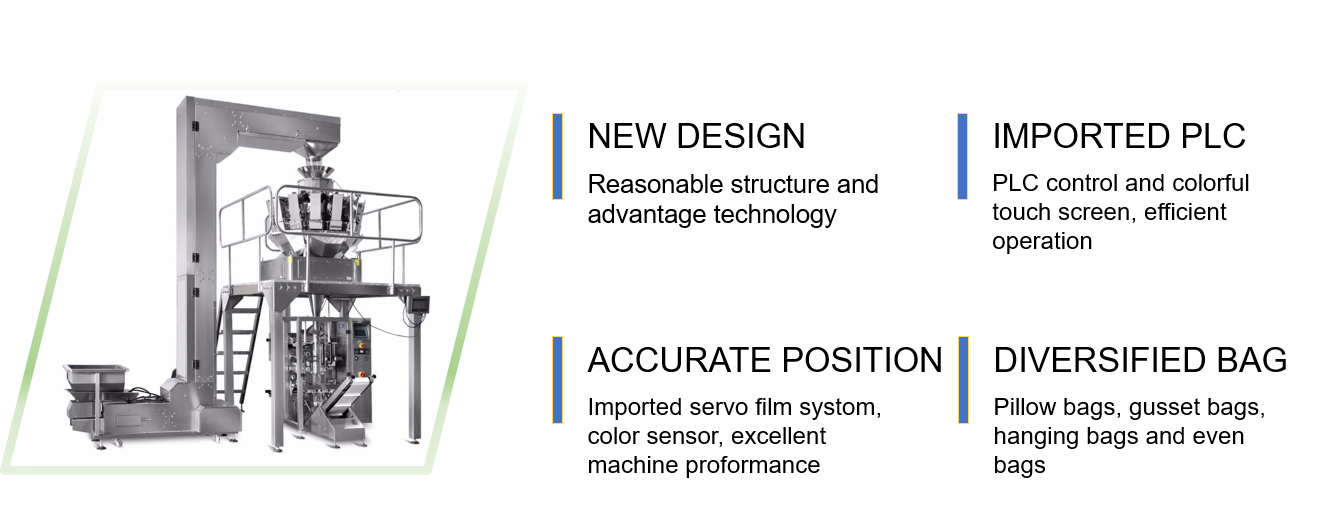 NEW DESIGN
Reasonable structure and
advantage technology
IMPORTED PLC
PLC control and colorful
touch screen, efficient
operation
ACCURATE POSITION
Imported servo film systom,
color sensor, excellent
machine proformance
DIVERSIFIED BAG
Pillow bags, gusset bags,
hanging bags and even
bags